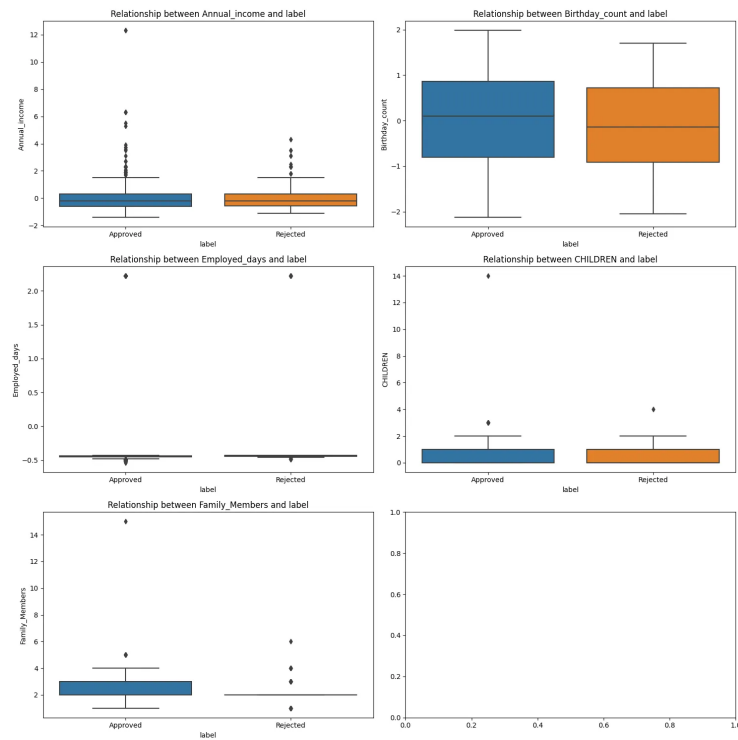 Relationship between Annual_income and label
12
10
8
6
4
2
0
−2
Annual_income
Approved
Rejected
label
Relationship between Birthday_count and label
2
1
0
−1
−2
Birthday_count
Approved
Rejected
label
Relationship between Employed_days and label
2.0
1.5
1.0
0.5
0.0
−0.5
Employed_days
Approved
Rejected
label
Relationship between CHILDREN and label
14
12
10
8
6
4
2
0
CHILDREN
Approved
Rejected
label
Relationship between Family_Members and label
14
12
10
8
6
4
2
Family_Members
Approved
Rejected
label
1.0
0.8
0.6
0.4
0.2
0.0
0.0
0.2
0.4
0.6
0.8
1.0